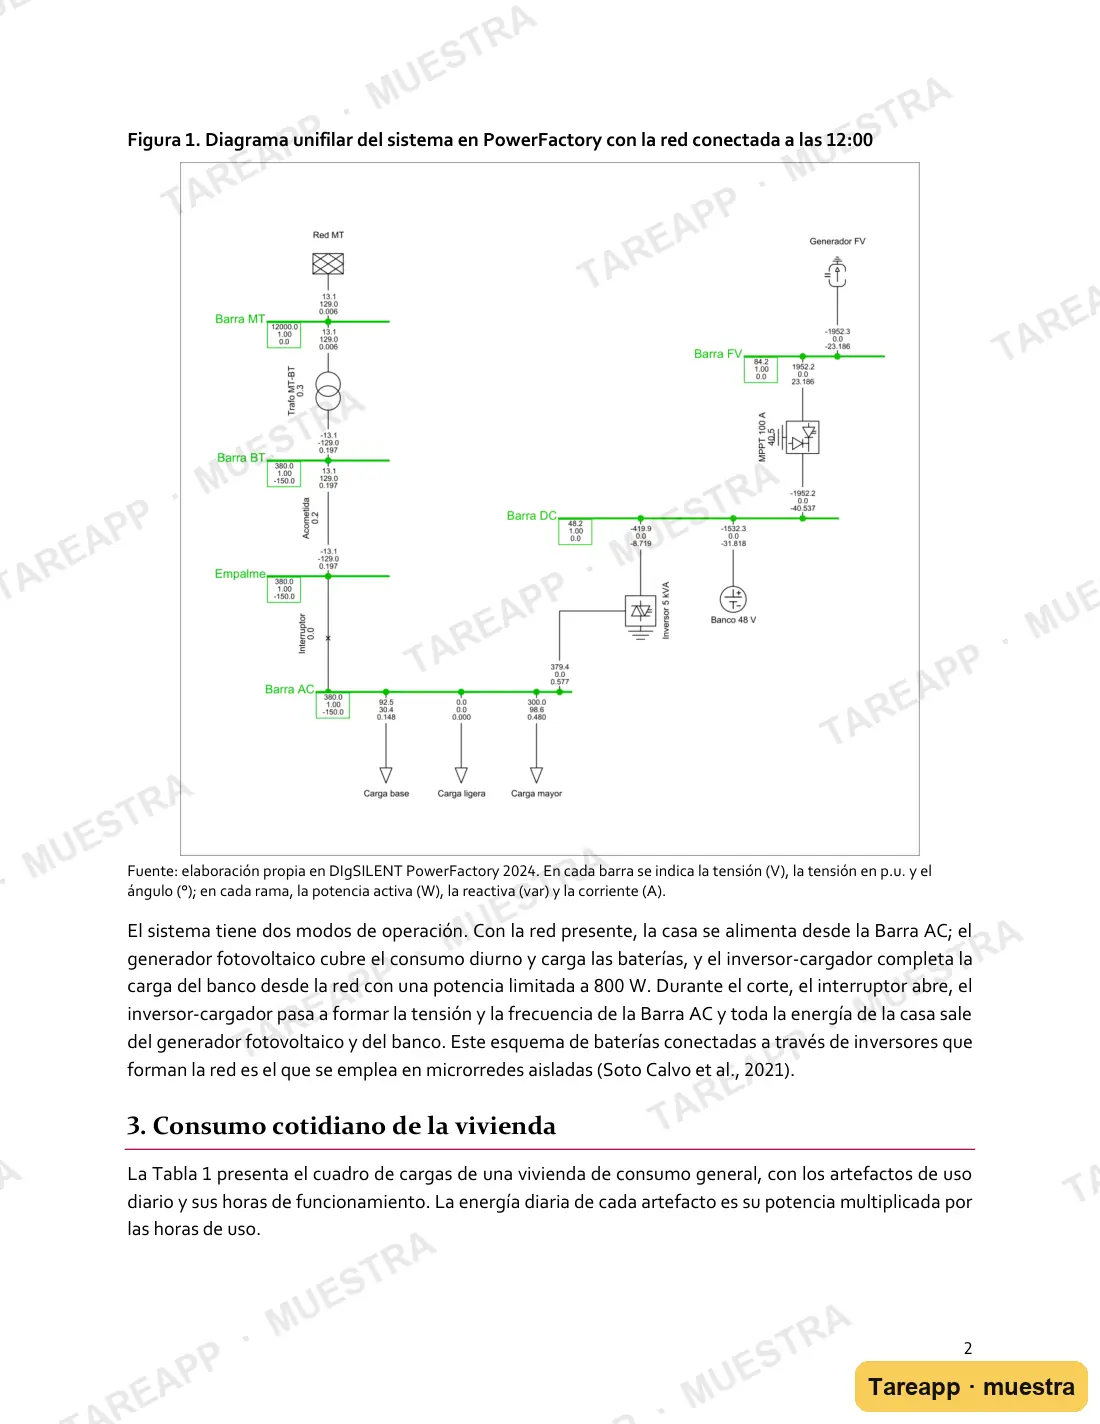 Figura 1. Diagrama unifilar del sistema en PowerFactory con la red conectada a las 12:00
Red MT
13.1
129.0
0.006
Barra MT
12000.0
1.00
0.0
13.1
129.0
0.006
Trafo MT-BT
0.3
-13.1
-129.0
0.197
Barra BT
380.0
1.00
-150.0
13.1
129.0
0.197
Acometida
0.2
-13.1
-129.0
0.197
Empalme
380.0
1.00
-150.0
Interruptor
0.0
Barra AC
380.0
1.00
-150.0
92.5
30.4
0.148
0.0
0.0
0.000
300.0
98.6
0.480
379.4
0.0
0.577
Carga base
Carga ligera
Carga mayor
Generador FV
-1952.3
0.0
-23.186
Barra FV
84.2
1.00
0.0
1952.2
0.0
23.186
MPPT 100 A
40.5
-1952.2
0.0
-40.537
Barra DC
48.2
1.00
0.0
-419.9
0.0
-8.719
-1532.3
0.0
-31.818
Inversor 5 kVA
Banco 48 V
Fuente: elaboración propia en DIgSILENT PowerFactory 2024. En cada barra se indica la tensión (V), la tensión en p.u. y el
ángulo (°); en cada rama, la potencia activa (W), la reactiva (var) y la corriente (A).
El sistema tiene dos modos de operación. Con la red presente, la casa se alimenta desde la Barra AC; el
generador fotovoltaico cubre el consumo diurno y carga las baterías, y el inversor-cargador completa la
carga del banco desde la red con una potencia limitada a 800 W. Durante el corte, el interruptor abre, el
inversor-cargador pasa a formar la tensión y la frecuencia de la Barra AC y toda la energía de la casa sale
del generador fotovoltaico y del banco. Este esquema de baterías conectadas a través de inversores que
forman la red es el que se emplea en microrredes aisladas (Soto Calvo et al., 2021).
3. Consumo cotidiano de la vivienda
La Tabla 1 presenta el cuadro de cargas de una vivienda de consumo general, con los artefactos de uso
diario y sus horas de funcionamiento. La energía diaria de cada artefacto es su potencia multiplicada por
las horas de uso.
2
Tareapp · muestra
TAREAPP · MUESTRA
TAREAPP · MUESTRA
TAREAPP · MUESTRA
TAREAPP · MUESTRA
TAREAPP · MUESTRA
TAREAPP · MUESTRA
TAREAPP · MUESTRA
TAREAPP · MUESTRA